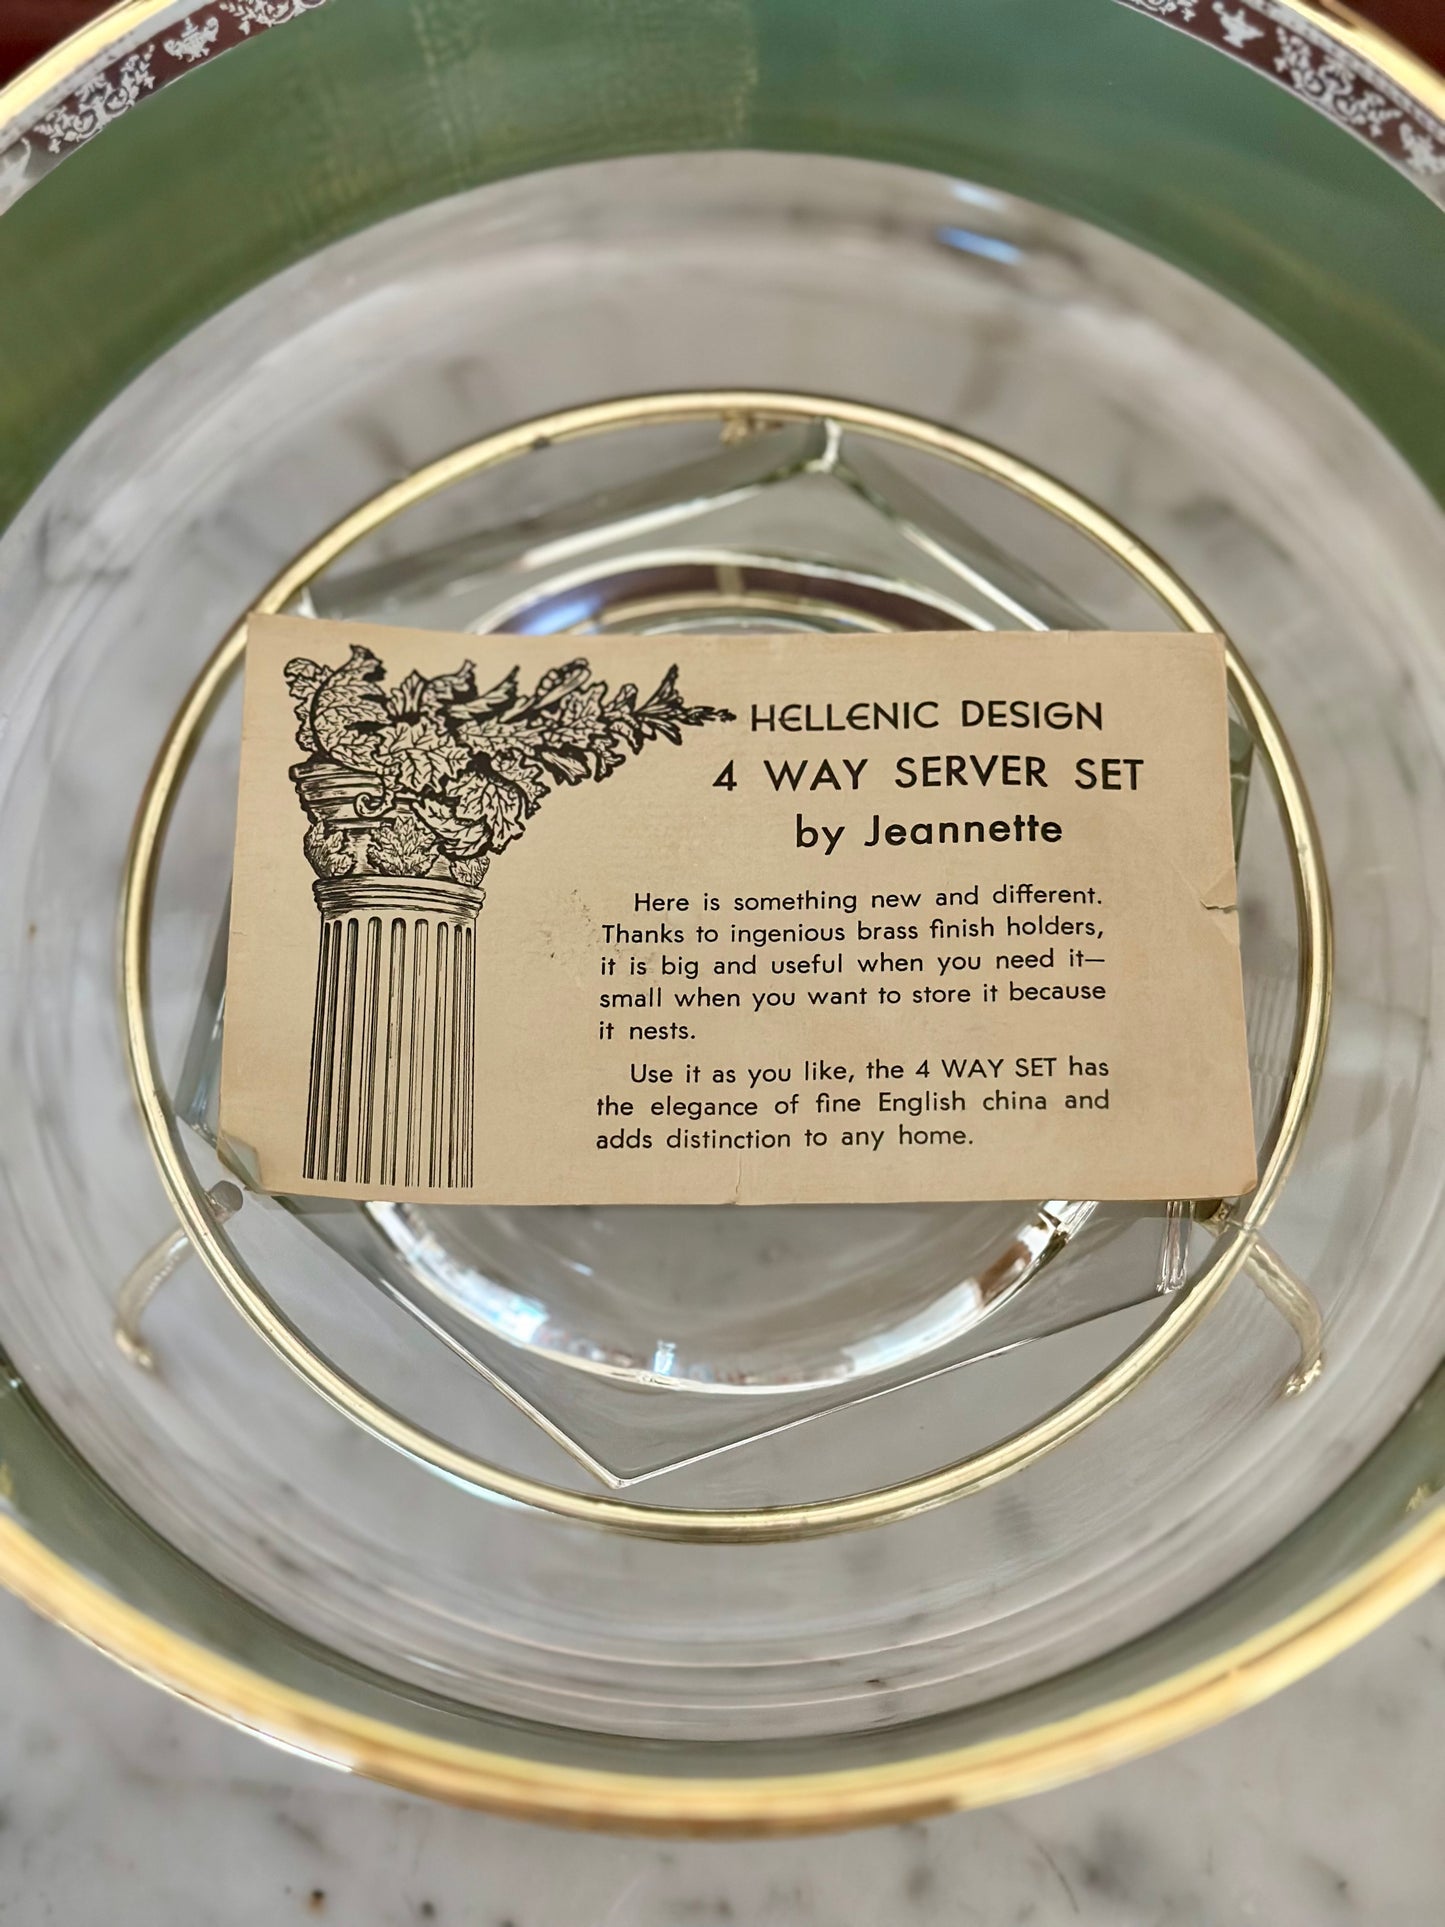 HELLENIC DESIGN
4 WAY SERVER SET
by Jeannette
Here is something new and different.
Thanks to ingenious brass finish holders,
it is big and useful when you need it—
small when you want to store it because
it nests.
Use it as you like, the 4 WAY SET has
the elegance of fine English china and
adds distinction to any home.